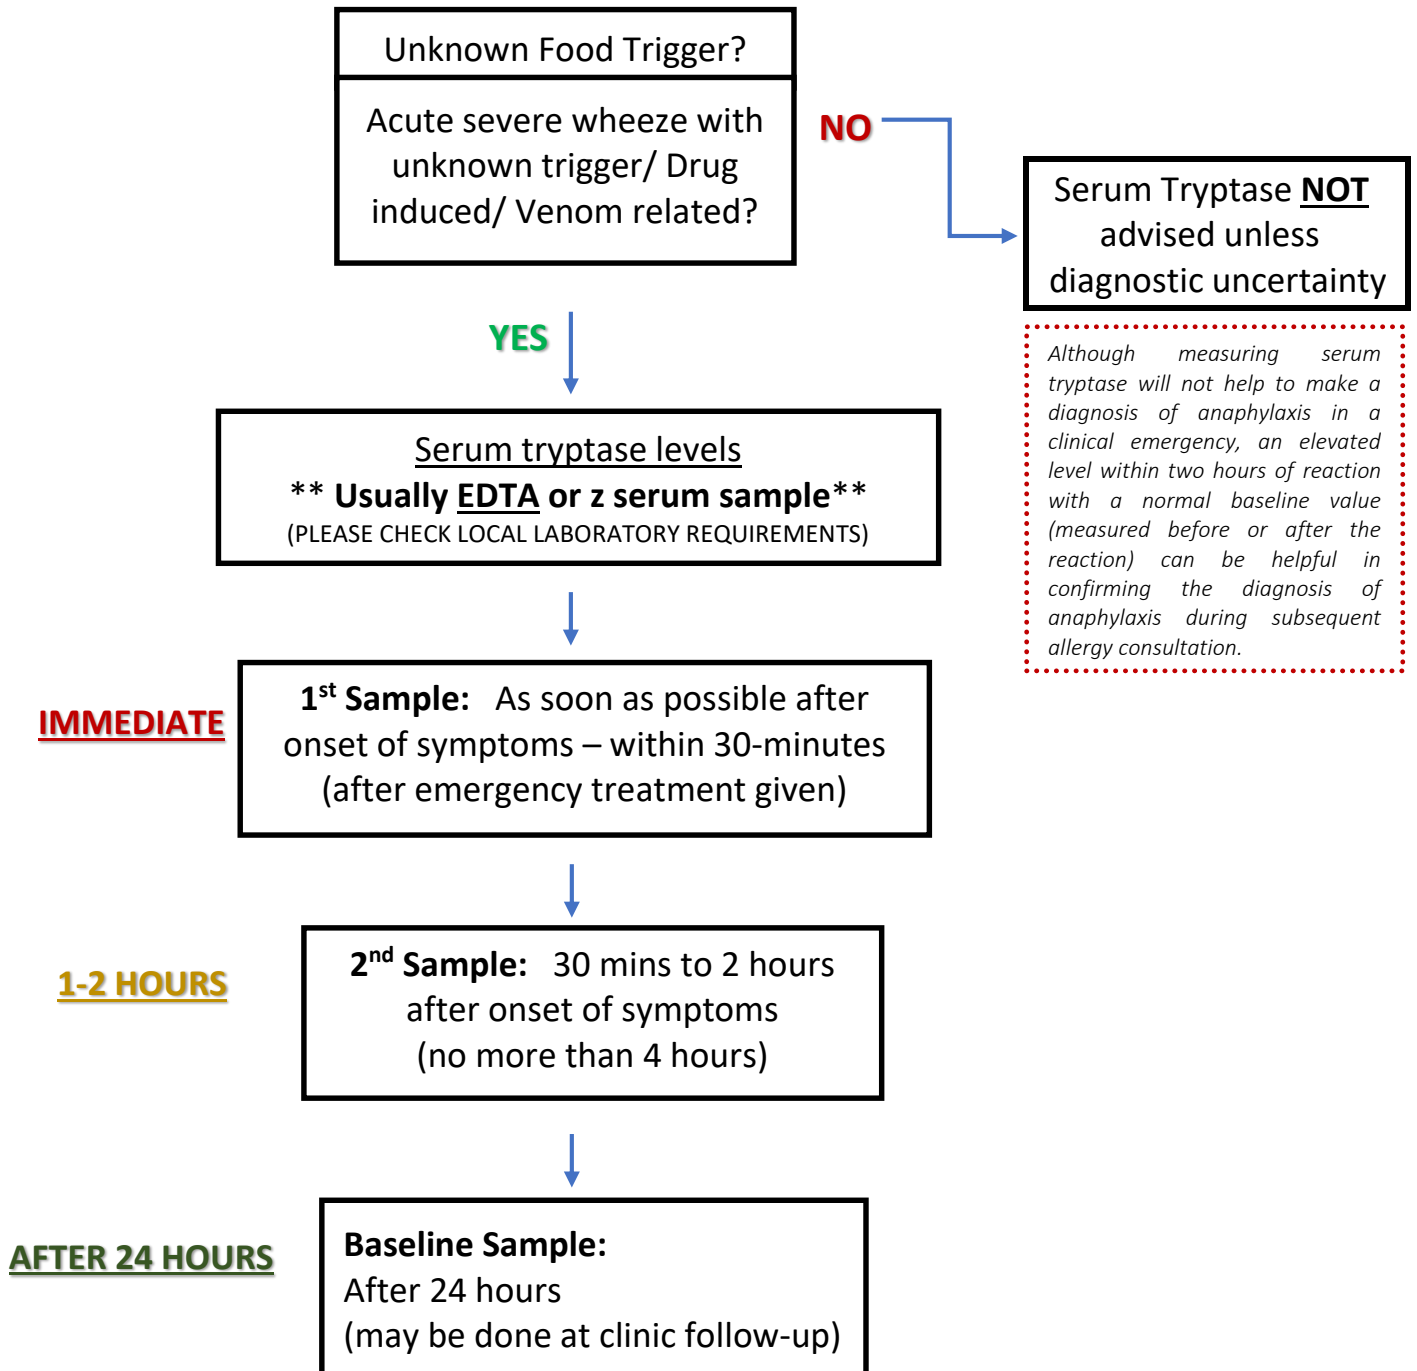 Unknown Food Trigger?
Acute severe wheeze with
unknown trigger/ Drug
induced/ Venom related?
NO
Serum Tryptase NOT
advised unless
diagnostic uncertainty
Although measuring serum
tryptase will not help to make a
diagnosis of anaphylaxis in a
clinical emergency, an elevated
level within two hours of reaction
with a normal baseline value
(measured before or after the
reaction) can be helpful in
confirming the diagnosis of
anaphylaxis during subsequent
allergy consultation.
YES
Serum tryptase levels
** Usually EDTA or z serum sample**
(PLEASE CHECK LOCAL LABORATORY REQUIREMENTS)
IMMEDIATE
1st Sample: As soon as possible after
onset of symptoms – within 30-minutes
(after emergency treatment given)
1-2 HOURS
2nd Sample: 30 mins to 2 hours
after onset of symptoms
(no more than 4 hours)
AFTER 24 HOURS
Baseline Sample:
After 24 hours
(may be done at clinic follow-up)